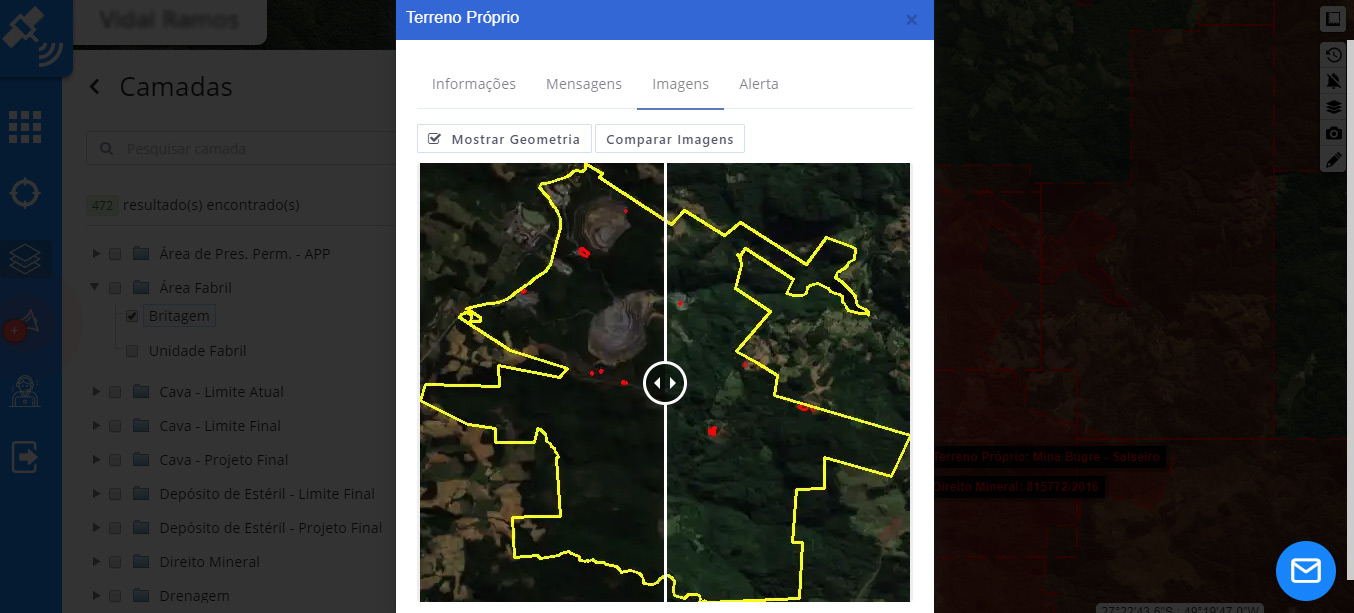 Vidal Ramos
Camadas
Pesquisar camada
472 resultado(s) encontrado(s)
Área de Pres. Perm. - APP
Área Fabril
Britagem
Unidade Fabril
Cava - Limite Atual
Cava - Limite Final
Cava - Projeto Final
Depósito de Estéril - Limite Final
Depósito de Estéril - Projeto Final
Direito Mineral
Drenagem
Terreno Próprio
×
Informações Mensagens Imagens Alerta
Mostrar Geometria Comparar Imagens
Terreno Próprio: Mina Bugre - Salseiro
Direito Mineral: 815772/2016
27°22'43.6"S : 49°19'47.0"W